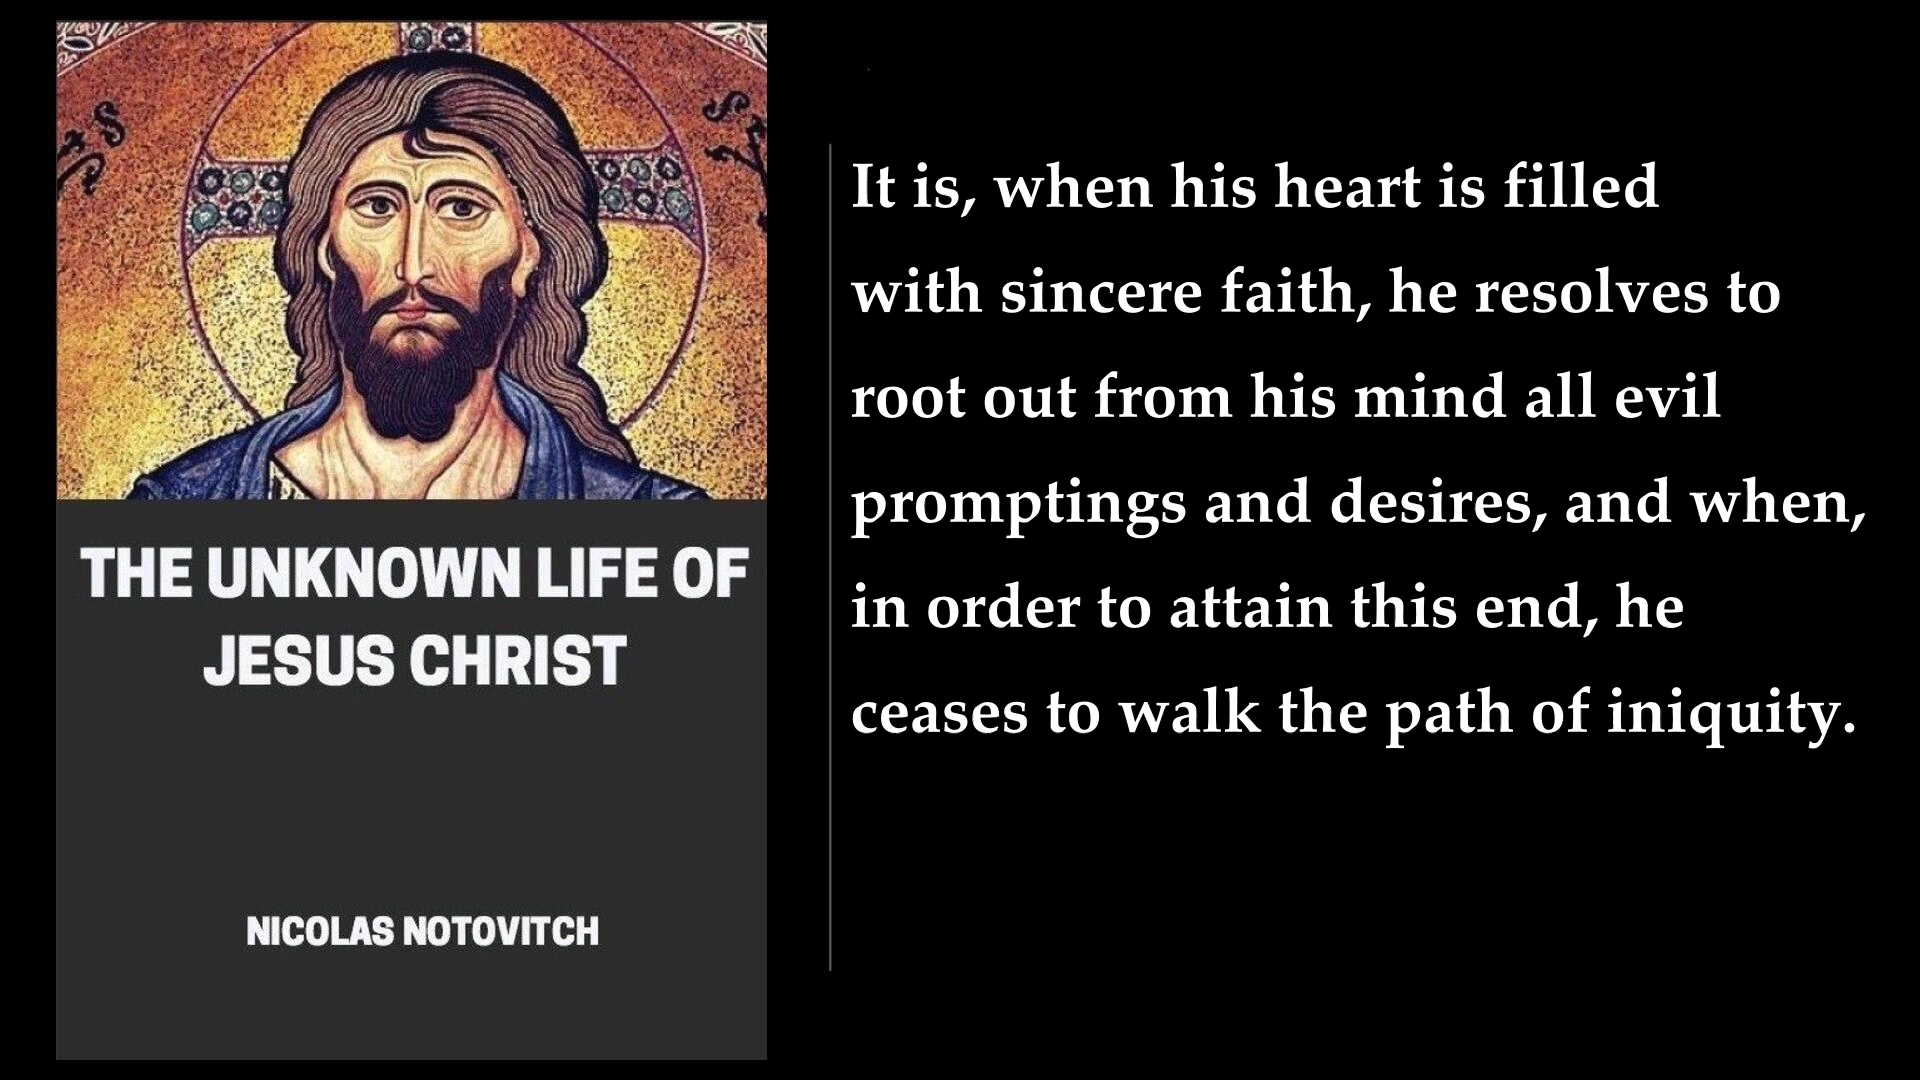 THE UNKNOWN LIFE OF
JESUS CHRIST
NICOLAS NOTOVITCH
It is, when his heart is filled
with sincere faith, he resolves to
root out from his mind all evil
promptings and desires, and when,
in order to attain this end, he
ceases to walk the path of iniquity.